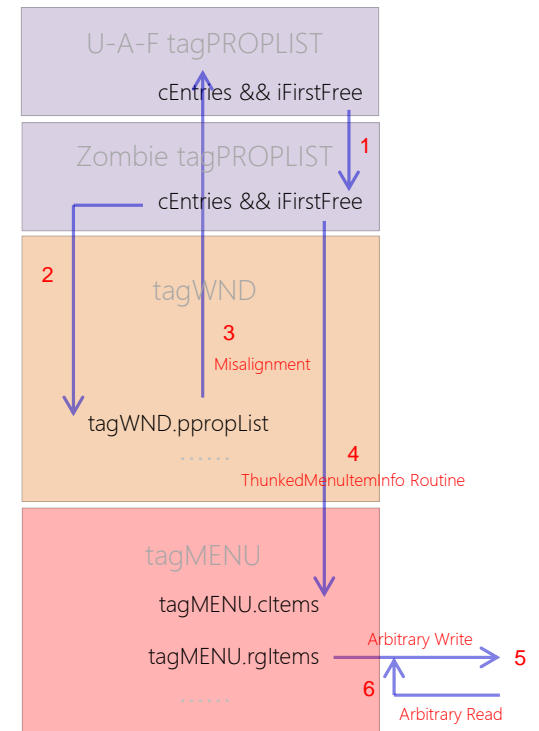 U-A-F tagPROPLIST
cEntries && iFirstFree
1
Zombie tagPROPLIST
cEntries && iFirstFree
2
tagWND
3
Misalignment
tagWND.ppropList
......
4
ThunkedMenuItemInfo Routine
tagMENU
tagMENU.cItems
Arbitrary Write
tagMENU.rgItems
5
6
......
Arbitrary Read